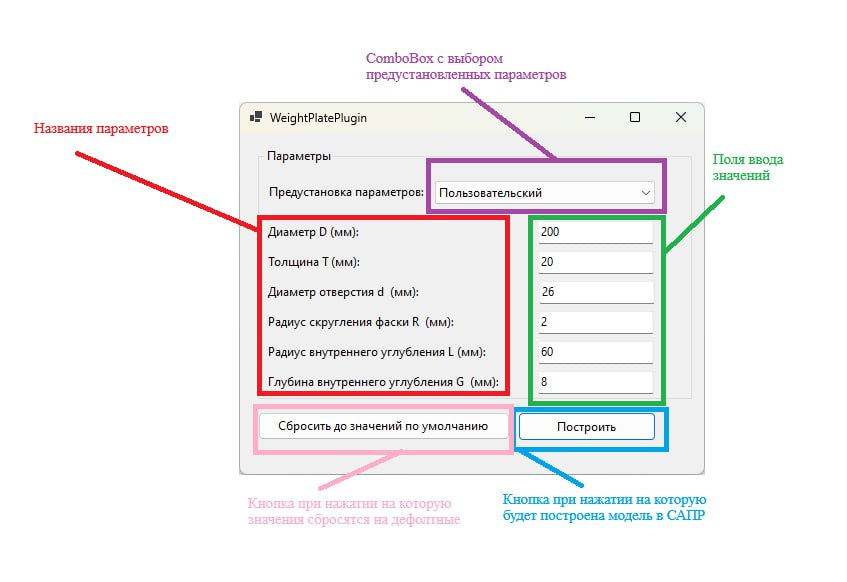 ComboBox с выбором
предустановленных параметров
Названия параметров
WeightPlatePlugin
Параметры
Поля ввода
значений
Предустановка параметров: Пользовательский
Диаметр D (мм): 200
Толщина T (мм): 20
Диаметр отверстия d (мм): 26
Радиус скругления фаски R (мм): 2
Радиус внутреннего углубления L (мм): 60
Глубина внутреннего углубления G (мм): 8
Сбросить до значений по умолчанию Построить
Кнопка при нажатии на которую
значения сбросятся на дефолтные
Кнопка при нажатии на которую
будет построена модель в САПР